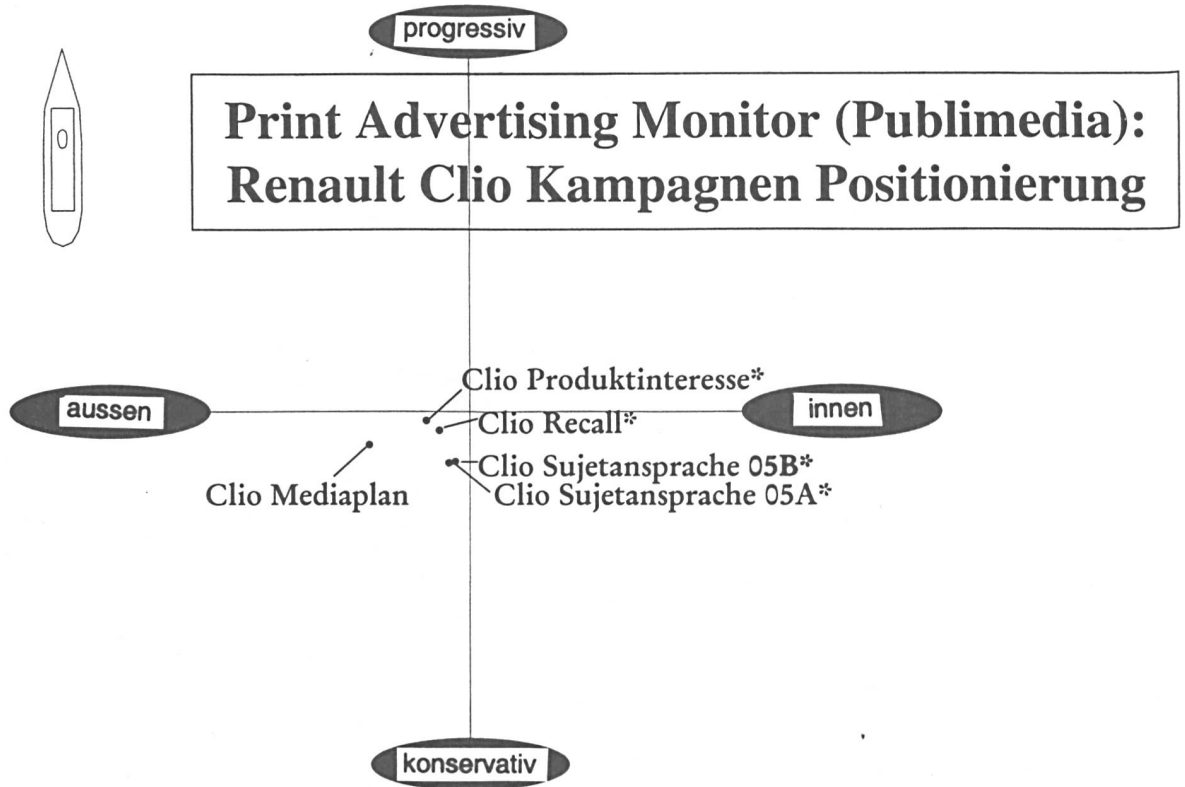 progressiv
Print Advertising Monitor (Publimedia):
Renault Clio Kampagnen Positionierung
Clio Produktinteresse*
aussen
innen
Clio Recall*
Clio Sujetansprache 05B*
Clio Mediaplan
Clio Sujetansprache 05A*
konservativ